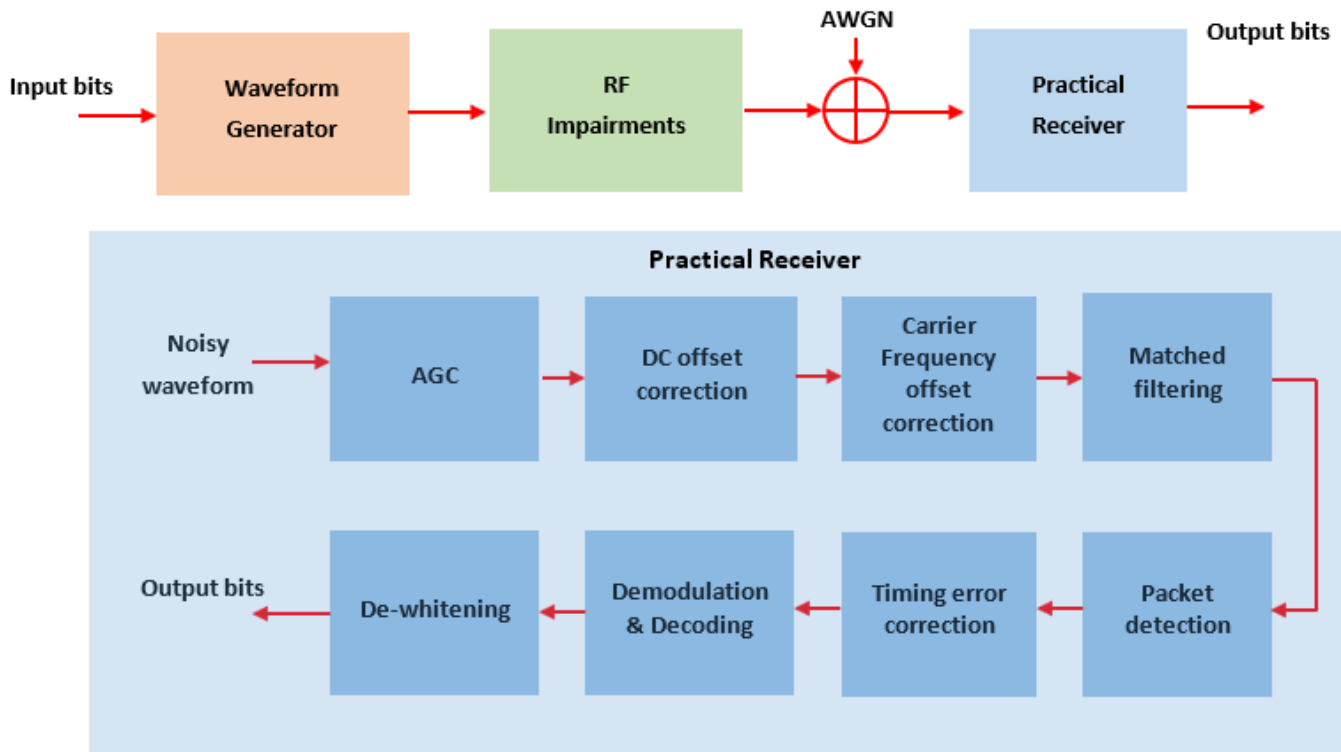 Input bits
Waveform
Generator
RF
Impairments
AWGN
Practical
Receiver
Output bits
Practical Receiver
Noisy
waveform
AGC
DC offset
correction
Carrier
Frequency
offset
correction
Matched
filtering
Packet
detection
Timing error
correction
Demodulation
& Decoding
De-whitening
Output bits